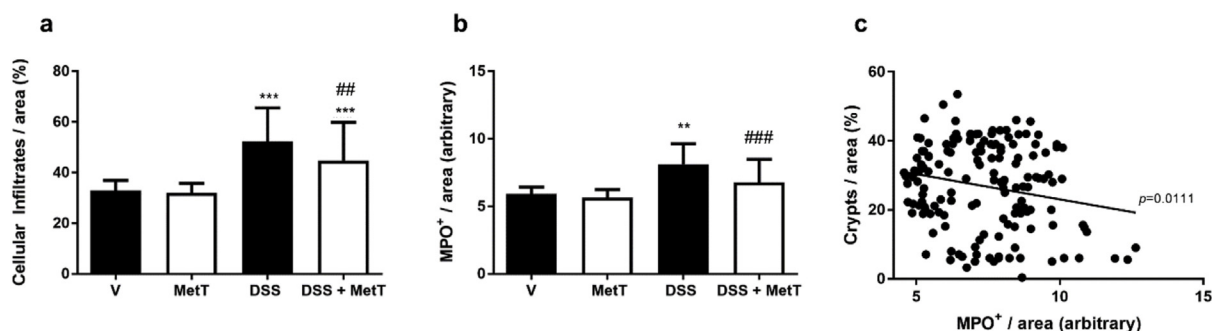 a
Cellular Infiltrates / area (%)
80
60
40
20
0
***
##
***
V
MetT
DSS
DSS + MetT
b
MPO⁺ / area (arbitrary)
15
10
5
0
**
###
V
MetT
DSS
DSS + MetT
c
Crypts / area (%)
60
40
20
0
p=0.0111
5
10
15
MPO⁺ / area (arbitrary)